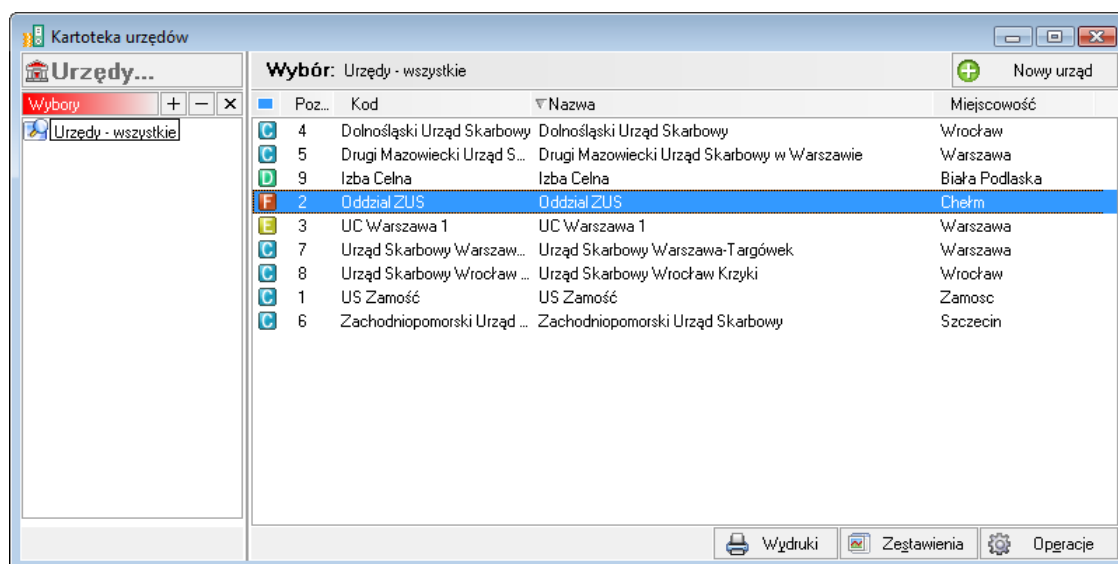 Kartoteka urzędów
Urzędy...
Wybór: Urzędy - wszystkie
Nowy urząd
Wybory
Urzędy - wszystkie
Poz... Kod Nazwa Miejscowość
C 4 Dolnośląski Urząd Skarbowy Dolnośląski Urząd Skarbowy Wrocław
C 5 Drugi Mazowiecki Urząd S... Drugi Mazowiecki Urząd Skarbowy w Warszawie Warszawa
D 9 Izba Celna Izba Celna Biała Podlaska
F 2 Oddzial ZUS Oddzial ZUS Chełm
E 3 UC Warszawa 1 UC Warszawa 1 Warszawa
C 7 Urząd Skarbowy Warszaw... Urząd Skarbowy Warszawa-Targówek Warszawa
C 8 Urząd Skarbowy Wrocław ... Urząd Skarbowy Wrocław Krzyki Wrocław
C 1 US Zamość US Zamość Zamosc
C 6 Zachodniopomorski Urząd ... Zachodniopomorski Urząd Skarbowy Szczecin
Wydruki Zestawienia Operacje